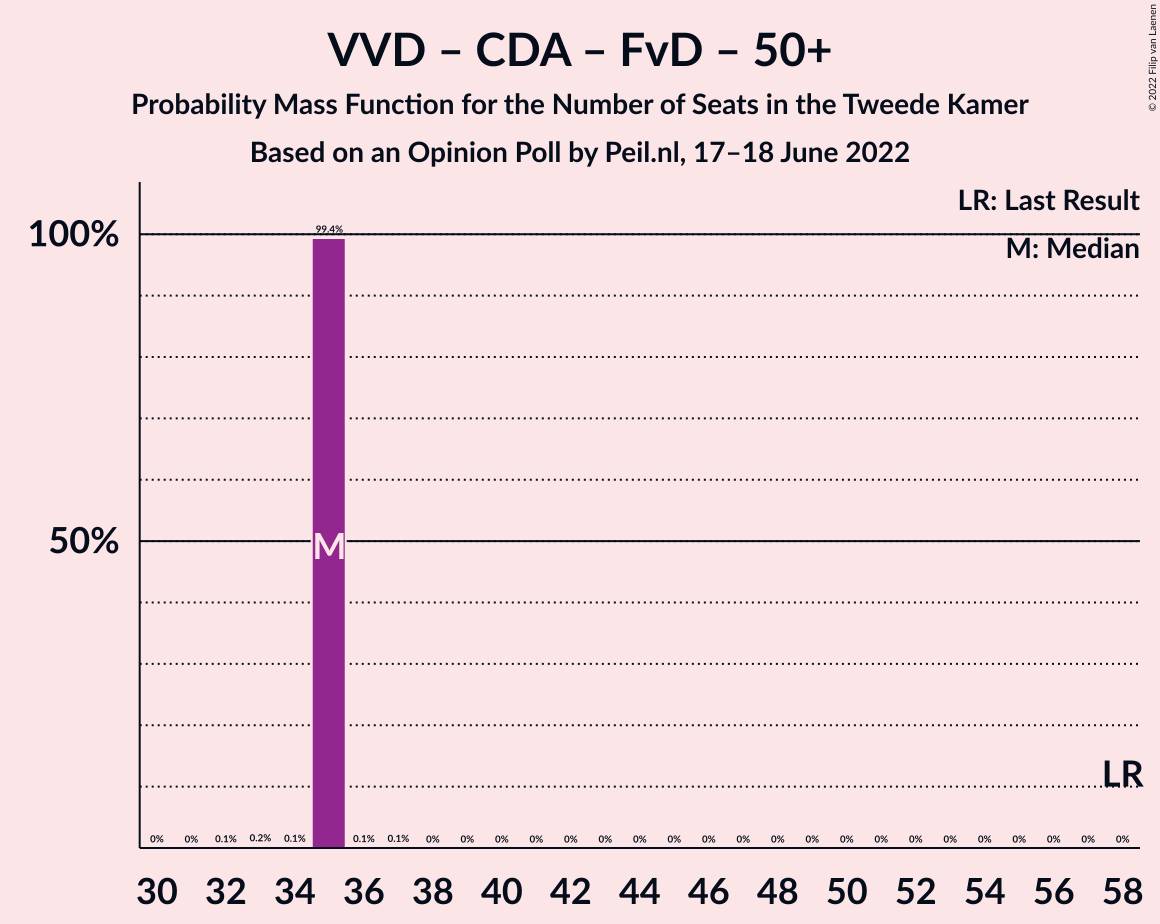 VVD – CDA – FvD – 50+
Probability Mass Function for the Number of Seats in the Tweede Kamer
Based on an Opinion Poll by Peil.nl, 17–18 June 2022
© 2022 Filip van Laenen
LR: Last Result
M: Median
100%
99.4%
50%
M
LR
0% 0% 0.1% 0.2% 0.1% 0.1% 0.1% 0% 0% 0% 0% 0% 0% 0% 0% 0% 0% 0% 0% 0% 0% 0% 0% 0% 0% 0% 0% 0%
30 32 34 36 38 40 42 44 46 48 50 52 54 56 58